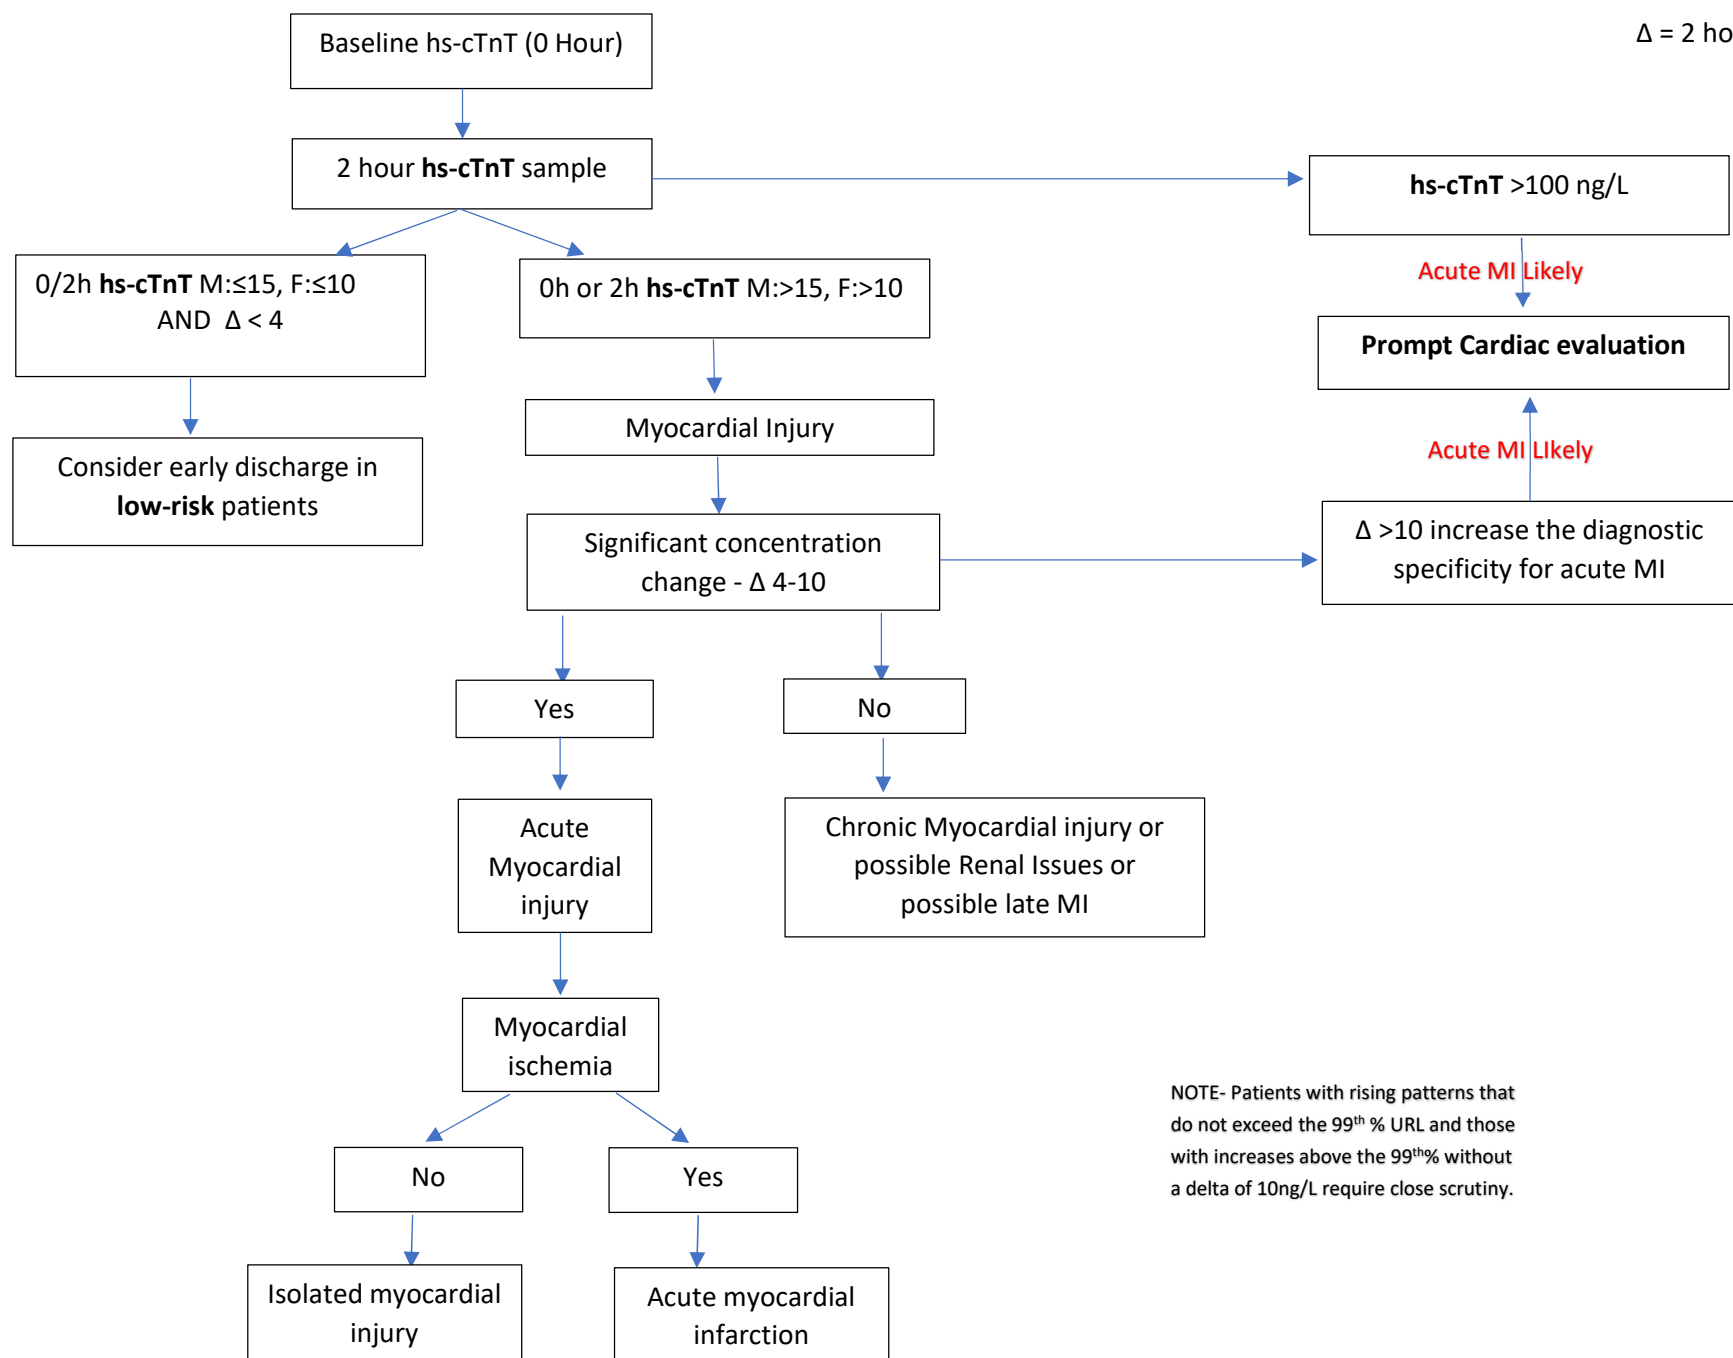 Baseline hs-cTnT (0 Hour)
Δ = 2
2 hour hs-cTnT sample
hs-cTnT >100 ng/L
Acute MI Likely
0/2h hs-cTnT M:≤15, F:≤10
AND Δ < 4
0h or 2h hs-cTnT M:>15, F:>10
Prompt Cardiac evaluation
Myocardial Injury
Acute MI LIkely
Consider early discharge in
low-risk patients
Significant concentration
change - Δ 4-10
Δ >10 increase the diagnostic
specificity for acute MI
Yes
No
Acute
Myocardial
injury
Chronic Myocardial injury or
possible Renal Issues or
possible late MI
Myocardial
ischemia
NOTE- Patients with rising patterns that
do not exceed the 99th % URL and those
with increases above the 99th% without
a delta of 10ng/L require close scrutiny.
No
Yes
Isolated myocardial
injury
Acute myocardial
infarction